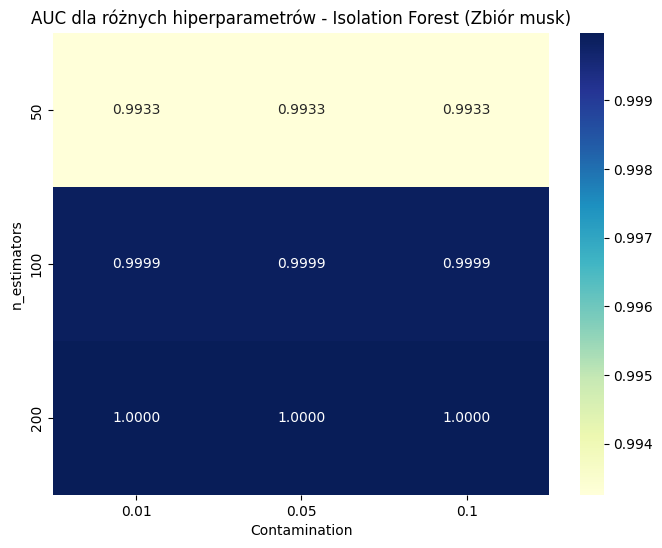 AUC dla różnych hiperparametrów - Isolation Forest (Zbiór musk)
n_estimators
50
0.9933 0.9933 0.9933
100
0.9999 0.9999 0.9999
200
1.0000 1.0000 1.0000
0.01 0.05 0.1
Contamination
0.999
0.998
0.997
0.996
0.995
0.994